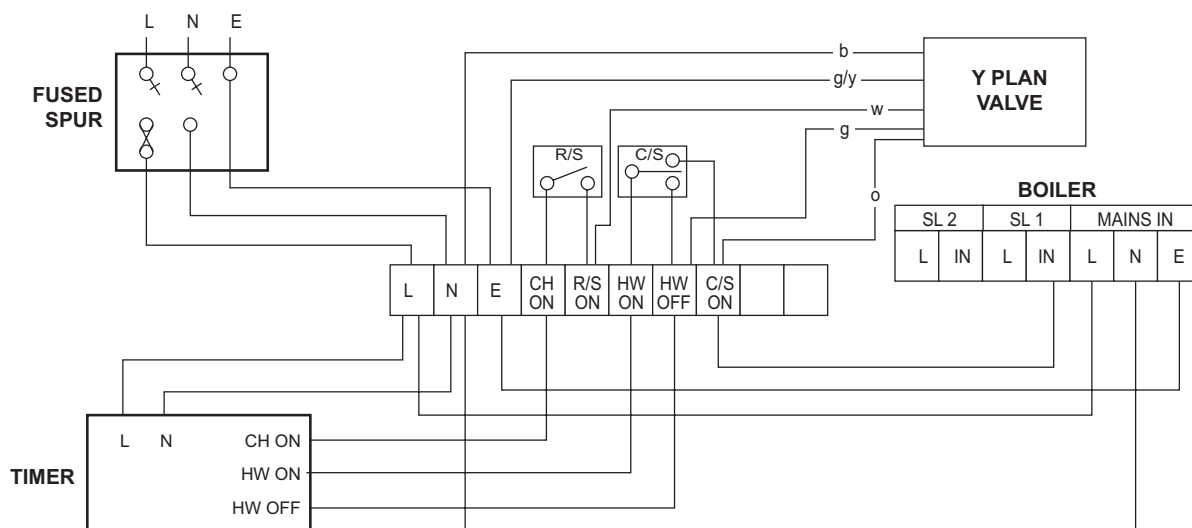 L N E
FUSED
SPUR
b
g/y
w
g
o
Y PLAN
VALVE
R/S
C/S
BOILER
SL 2 SL 1 MAINS IN
L IN L IN L N E
L N E CH ON R/S ON HW ON HW OFF C/S ON
TIMER
L N CH ON
HW ON
HW OFF